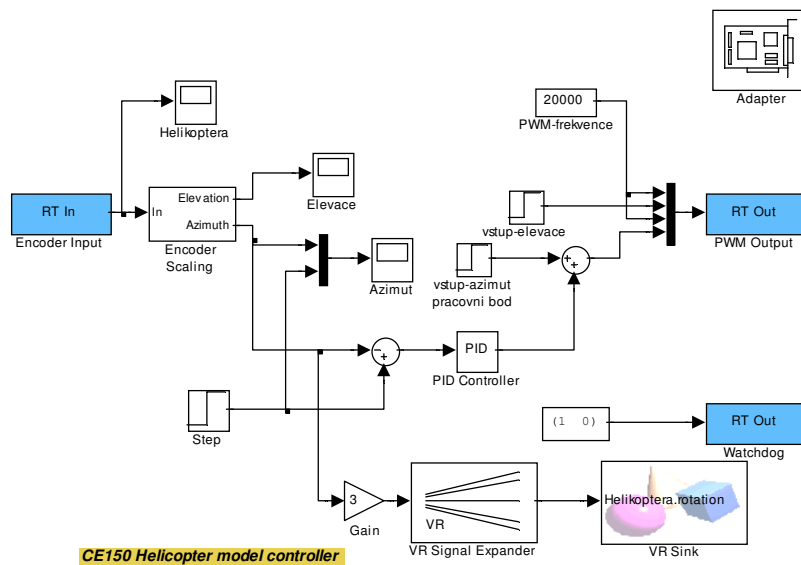 Adapter
20000
PWM-frekvence
Helikoptera
Elevace
RT In
Encoder Input
In
Elevation
Azimuth
Encoder
Scaling
Azimut
vstup-elevace
vstup-azimut
pracovni bod
+
+
RT Out
PWM Output
−
+
PID
PID Controller
Step
(1 0)
RT Out
Watchdog
3
Gain
VR
VR Signal Expander
Helikoptera.rotation
VR Sink
CE150 Helicopter model controller